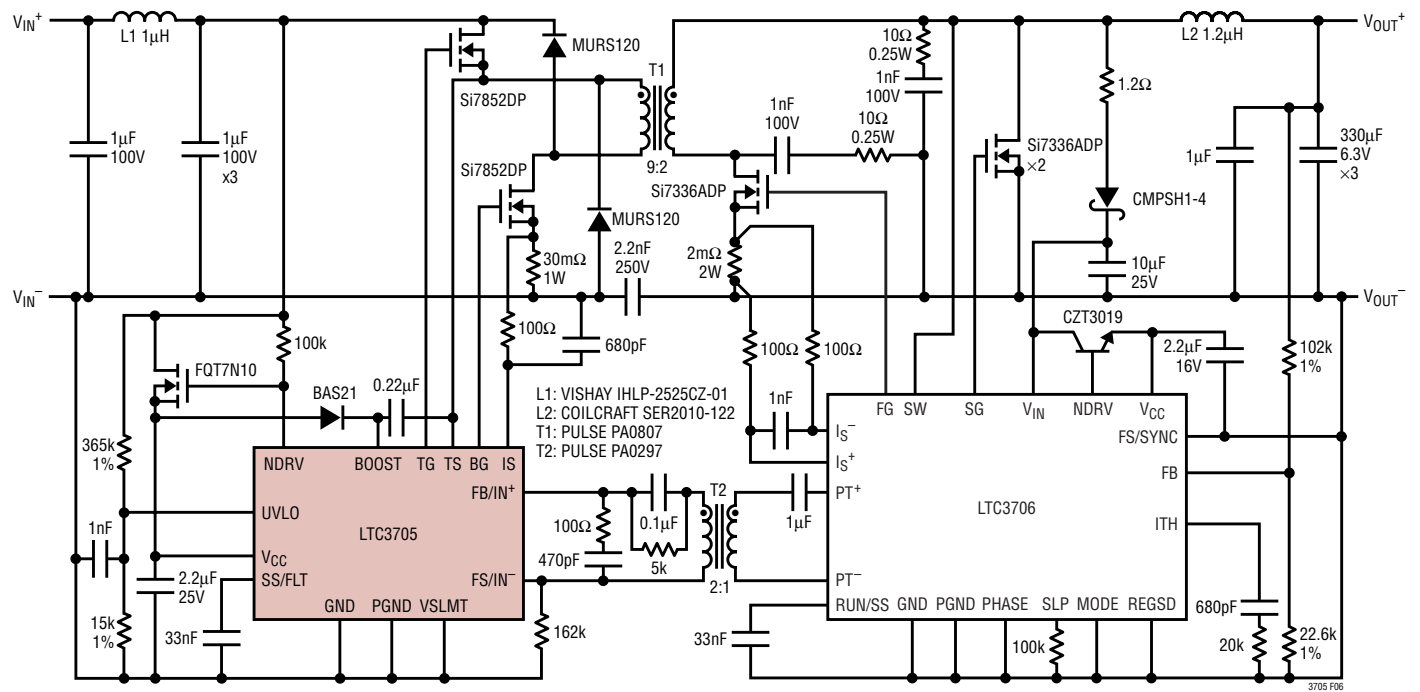 VIN+
L1 1µH
1µF
100V
1µF
100V
x3
Si7852DP
MURS120
Si7852DP
MURS120
30mΩ
1W
2.2nF
250V
T1
9:2
1nF
100V
10Ω
0.25W
10Ω
0.25W
1nF
100V
Si7336ADP
2mΩ
2W
Si7336ADP
×2
1.2Ω
CMPSH1-4
10µF
25V
L2 1.2µH
VOUT+
1µF
330µF
6.3V
×3
VIN–
VOUT–
100k
FQT7N10
BAS21
0.22µF
100Ω
680pF
100Ω
100Ω
1nF
CZT3019
2.2µF
16V
102k
1%
L1: VISHAY IHLP-2525CZ-01
L2: COILCRAFT SER2010-122
T1: PULSE PA0807
T2: PULSE PA0297
365k
1%
1nF
15k
1%
2.2µF
25V
33nF
NDRV
BOOST
TG
TS
BG
IS
UVLO
LTC3705
VCC
SS/FLT
GND
PGND
VSLMT
FB/IN+
FS/IN–
162k
100Ω
470pF
0.1µF
5k
T2
2:1
1µF
33nF
FG
SW
SG
VIN
NDRV
VCC
IS–
IS+
PT+
LTC3706
PT–
RUN/SS
GND
PGND
PHASE
SLP
MODE
REGSD
FS/SYNC
FB
ITH
100k
680pF
20k
22.6k
1%
3705 F06